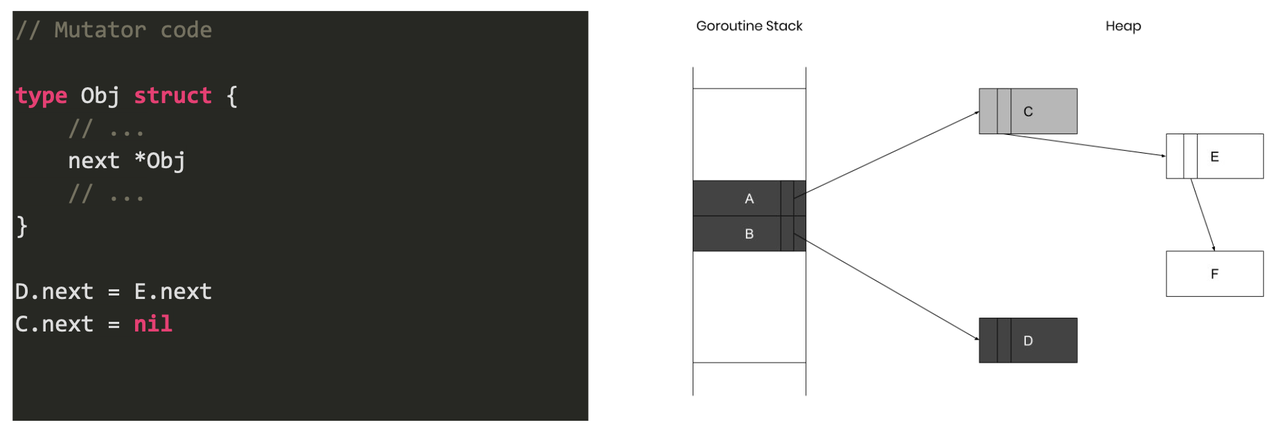 // Mutator code
type Obj struct {
    // ...
    next *Obj
    // ...
}
D.next = E.next
C.next = nil
Goroutine Stack
Heap
C
E
A
B
F
D